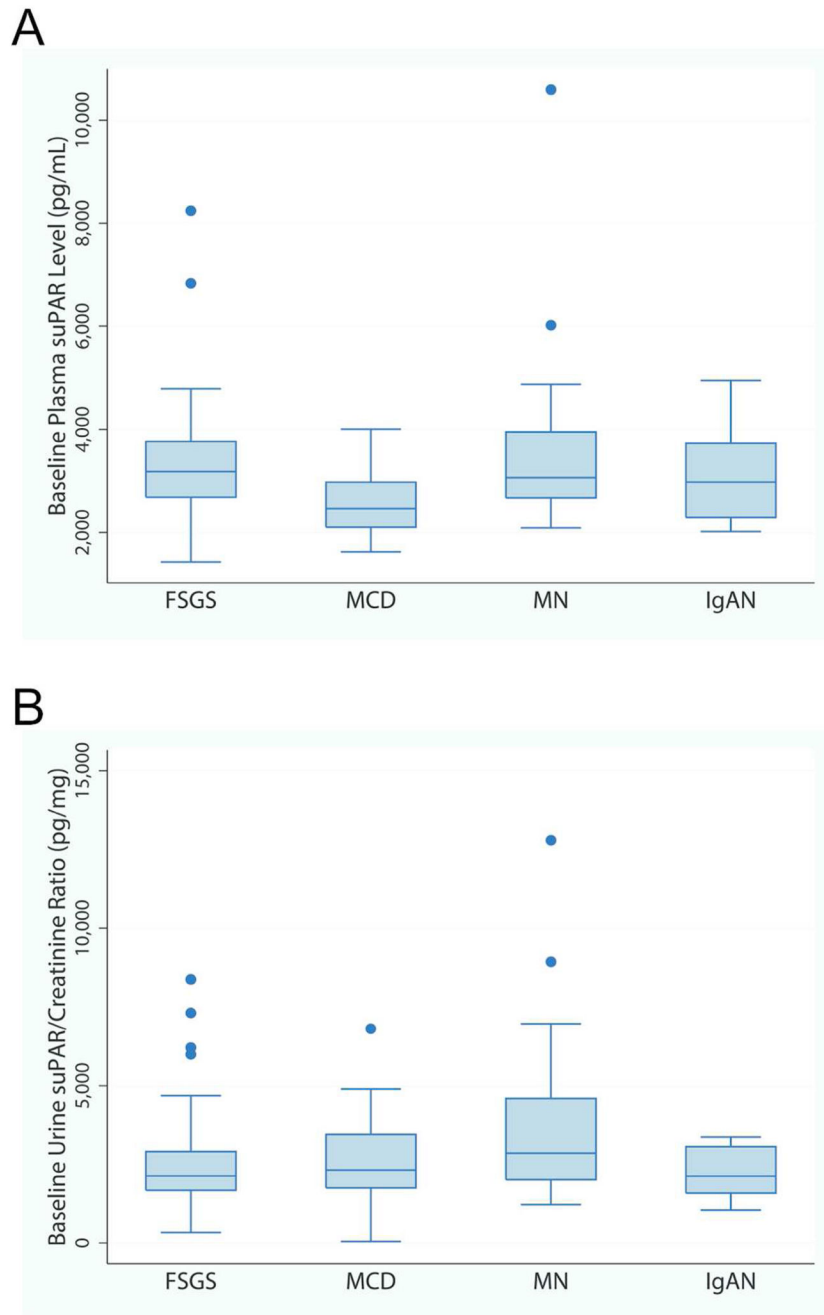 A
Baseline Plasma suPAR Level (pg/mL)
10,000
8,000
6,000
4,000
2,000
FSGS MCD MN IgAN
B
Baseline Urine suPAR/Creatinine Ratio (pg/mg)
15,000
10,000
5,000
0
FSGS MCD MN IgAN